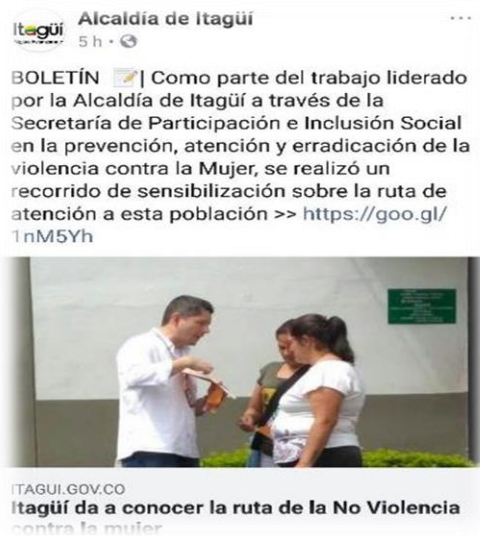 Itagüí
Alcaldía de Itagüí
5 h
BOLETÍN | Como parte del trabajo liderado
por la Alcaldía de Itagüí a través de la
Secretaría de Participación e Inclusión Social
en la prevención, atención y erradicación de la
violencia contra la Mujer, se realizó un
recorrido de sensibilización sobre la ruta de
atención a esta población >> https://goo.gl/
1nM5Yh
ITAGUI.GOV.CO
Itagüí da a conocer la ruta de la No Violencia
contra la mujer